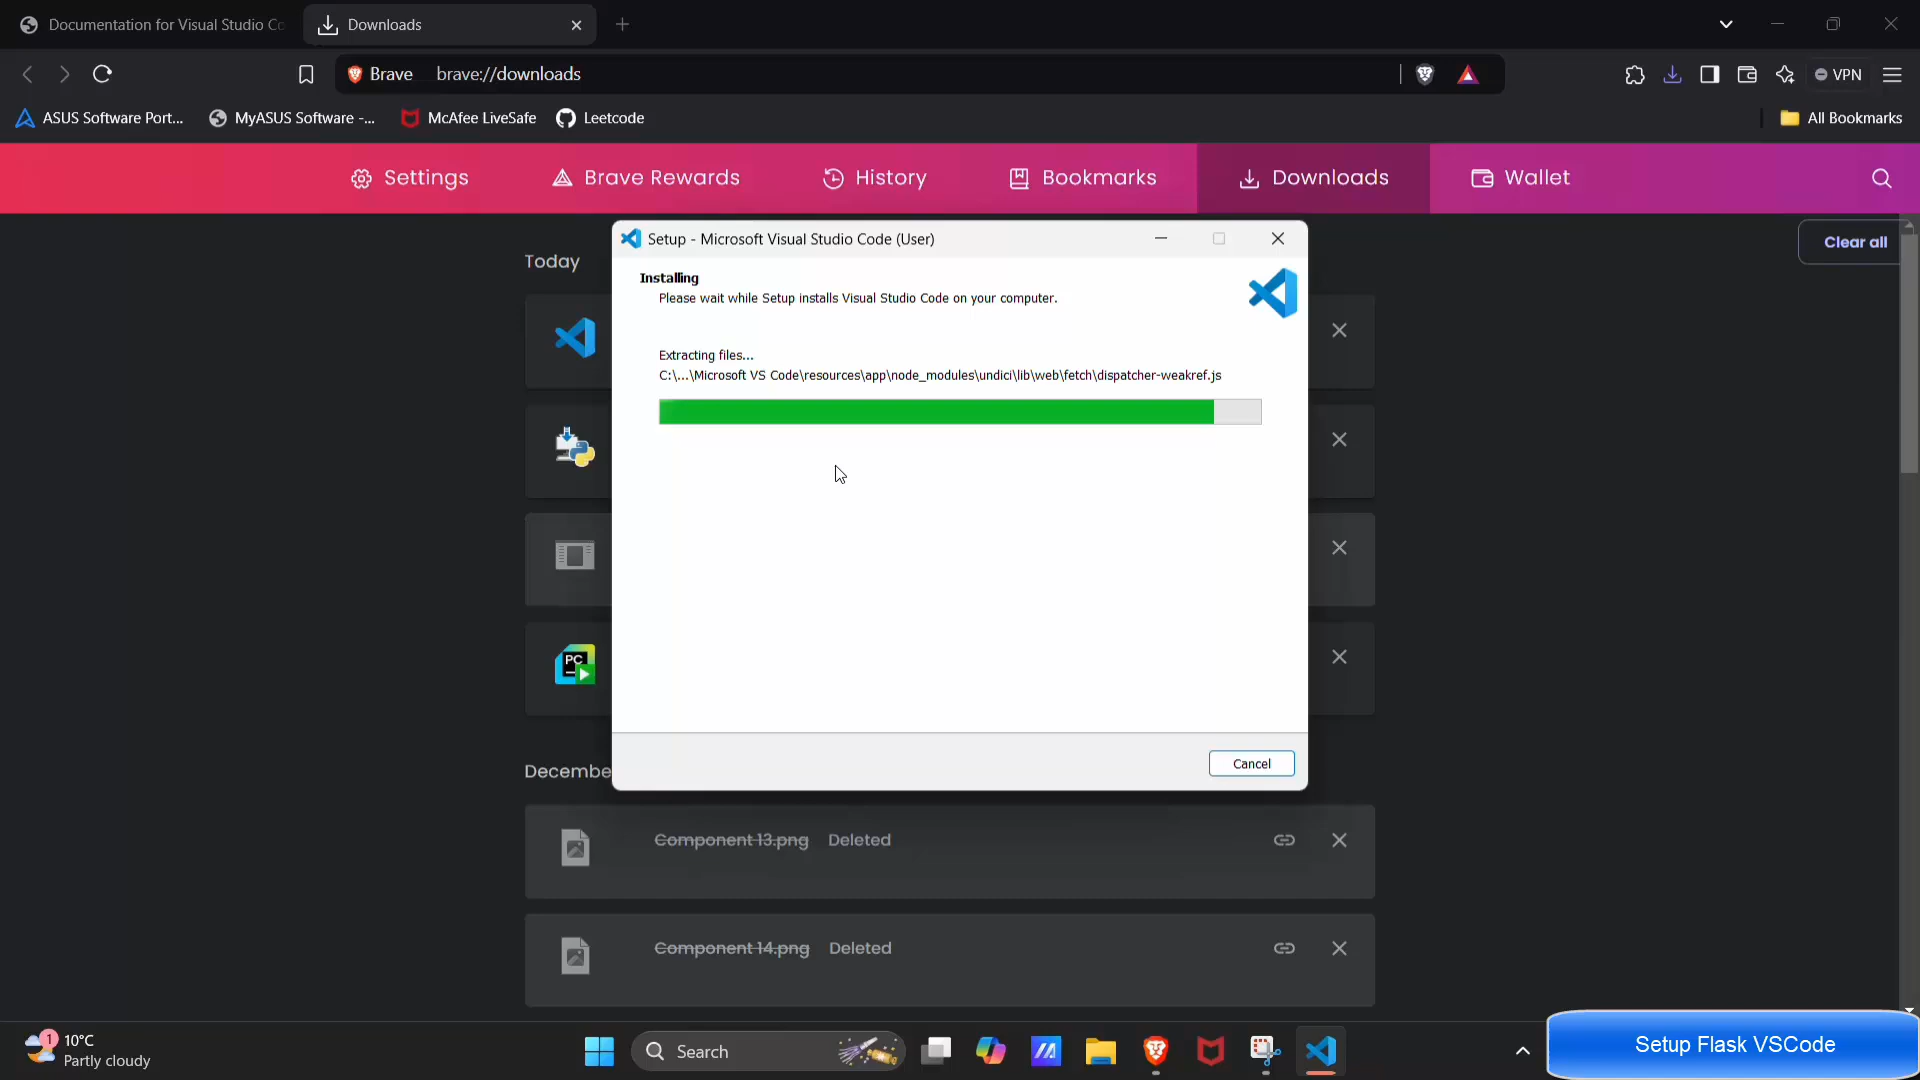 Documentation for Visual Studio Co
Downloads
Brave
brave://downloads
VPN
ASUS Software Port...
MyASUS Software -...
McAfee LiveSafe
Leetcode
All Bookmarks
Settings
Brave Rewards
History
Bookmarks
Downloads
Wallet
Clear all
Today
Setup - Microsoft Visual Studio Code (User)
Installing
Please wait while Setup installs Visual Studio Code on your computer.
Extracting files...
C:\...\Microsoft VS Code\resources\app\node_modules\undici\lib\web\fetch\dispatcher-weakref.js
PC
Cancel
Decembe
Component 13.png Deleted
Component 14.png Deleted
1
10°C
Partly cloudy
Search
Setup Flask VSCode